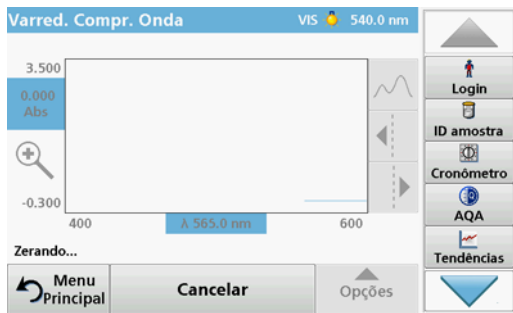 Varred. Compr. Onda VIS 540.0 nm
3.500
0.000
Abs
-0.300
400 λ 565.0 nm 600
Zerando...
Menu
Principal
Cancelar
Opções
Login
ID amostra
Cronômetro
AQA
Tendências